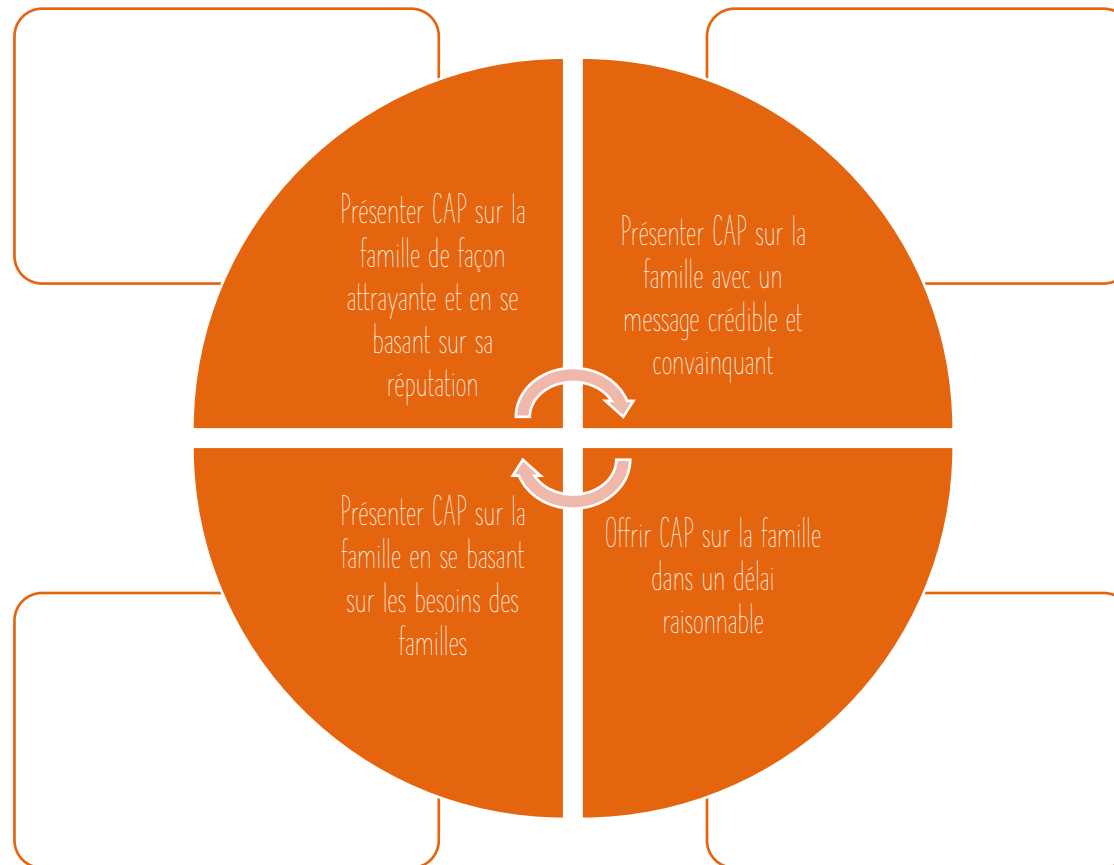 Présenter CAP sur la
famille de façon
attrayante et en se
basant sur sa
réputation
Présenter CAP sur la
famille avec un
message crédible et
convainquant
Présenter CAP sur la
famille en se basant
sur les besoins des
familles
Offrir CAP sur la famille
dans un délai
raisonnable